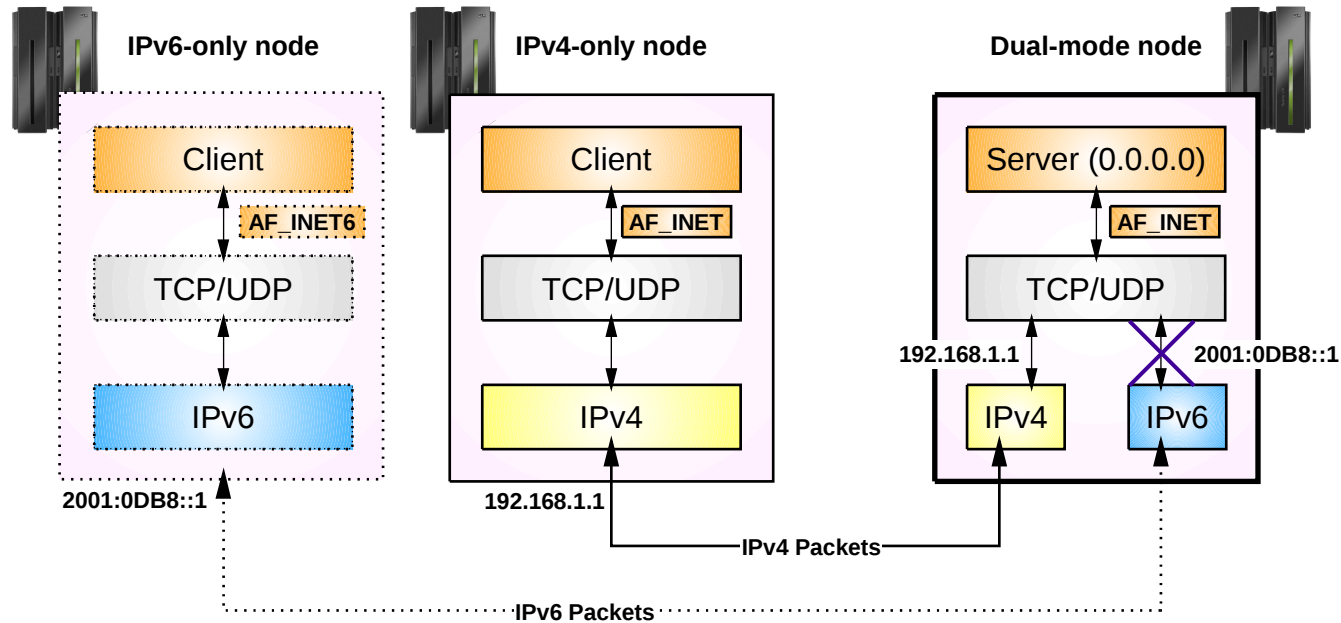 IPv6-only node
IPv4-only node
Dual-mode node
Client
Client
Server (0.0.0.0)
AF_INET6
AF_INET
AF_INET
TCP/UDP
TCP/UDP
TCP/UDP
192.168.1.1
2001:0DB8::1
IPv6
IPv4
IPv4
IPv6
2001:0DB8::1
192.168.1.1
IPv4 Packets
IPv6 Packets